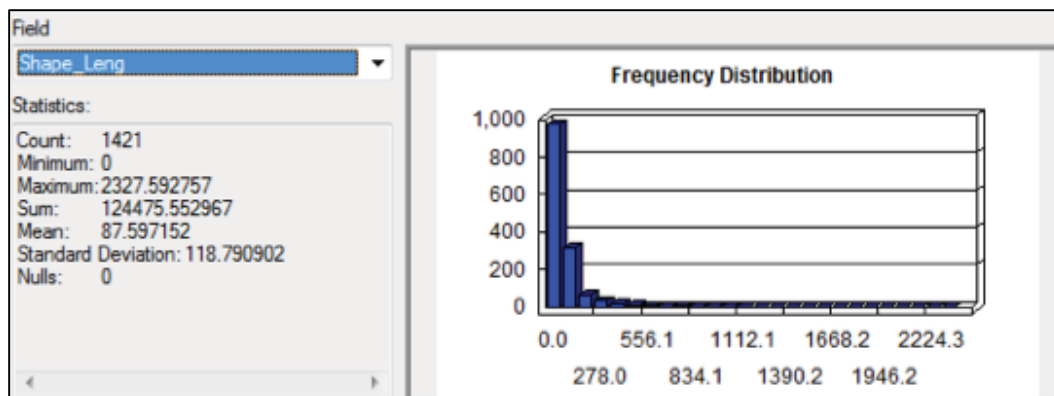 Field
Shape_Leng
Statistics:
Count: 1421
Minimum: 0
Maximum: 2327.592757
Sum: 124475.552967
Mean: 87.597152
Standard Deviation: 118.790902
Nulls: 0
Frequency Distribution
1,000
800
600
400
200
0
0.0 556.1 1112.1 1668.2 2224.3
278.0 834.1 1390.2 1946.2